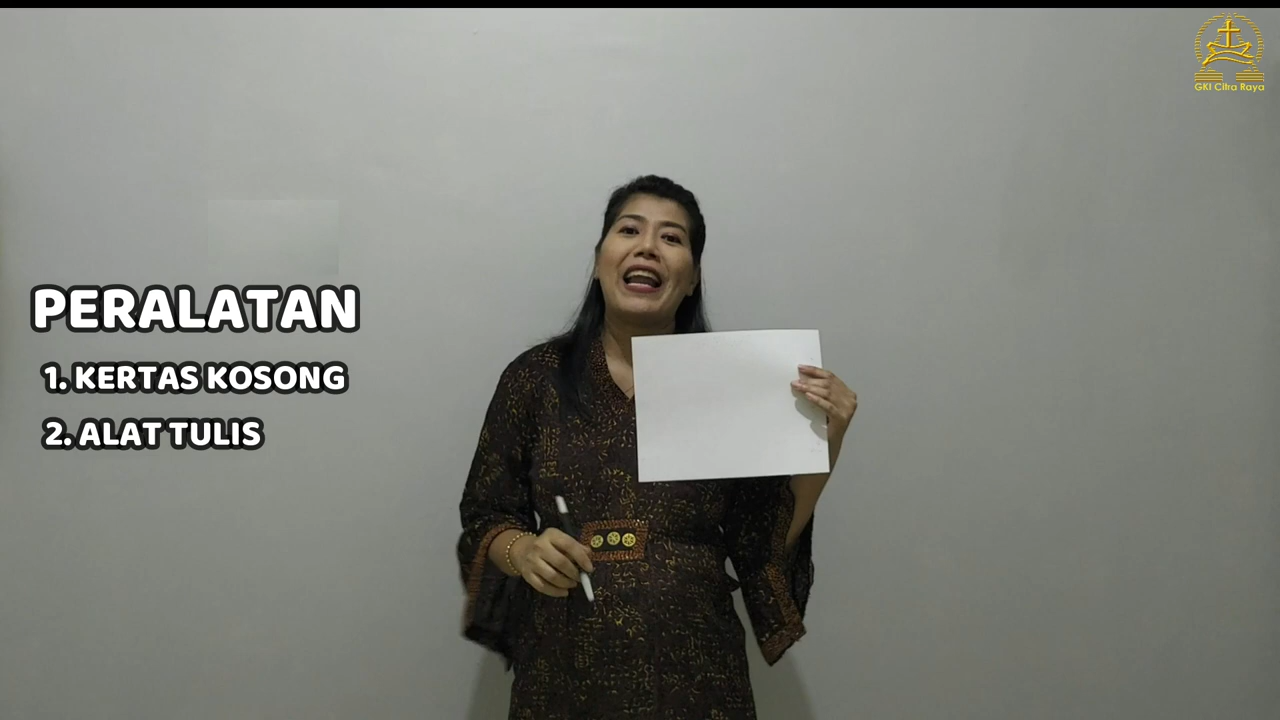 GKI Citra Raya
PERALATAN
1. KERTAS KOSONG
2. ALAT TULIS